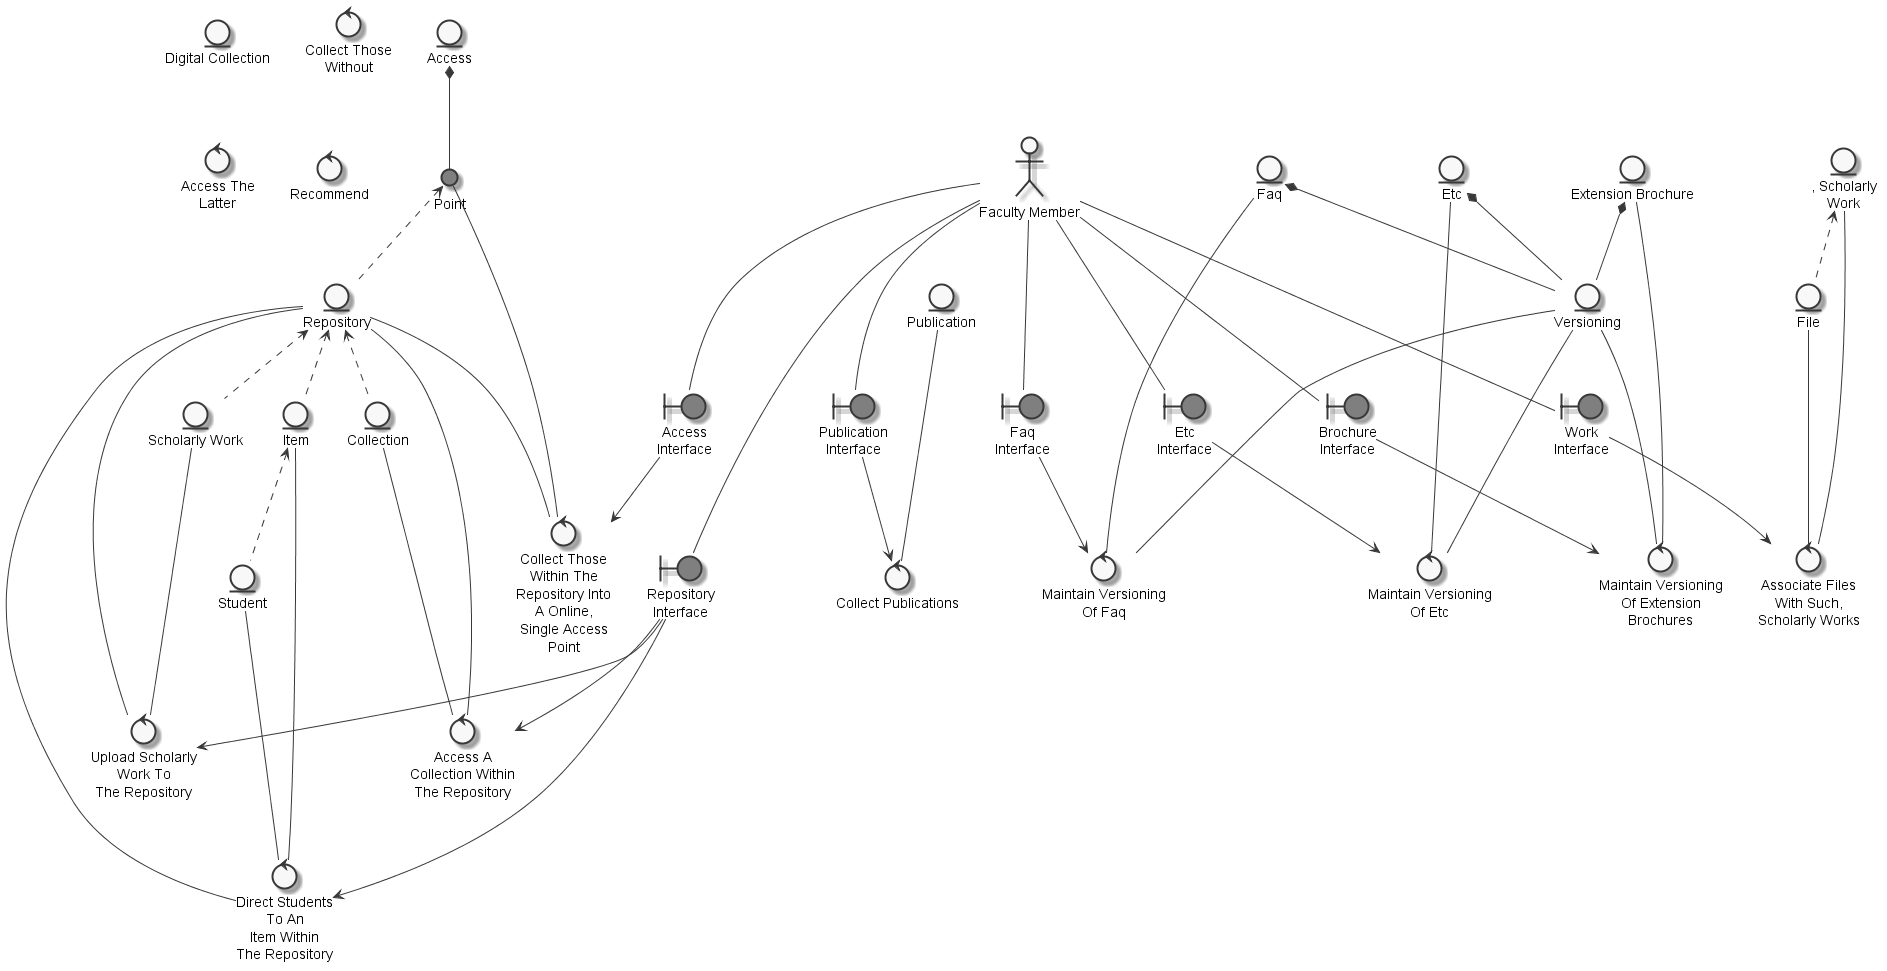 Digital Collection
Collect Those
Without
Access
Access The
Latter
Recommend
Point
Faculty Member
Faq
Etc
Extension Brochure
, Scholarly
Work
Repository
Publication
Versioning
File
Scholarly Work
Item
Collection
Access
Interface
Publication
Interface
Faq
Interface
Etc
Interface
Brochure
Interface
Work
Interface
Student
Collect Those
Within The
Repository Into
A Online,
Single Access
Point
Repository
Interface
Collect Publications
Maintain Versioning
Of Faq
Maintain Versioning
Of Etc
Maintain Versioning
Of Extension
Brochures
Associate Files
With Such,
Scholarly Works
Upload Scholarly
Work To
The Repository
Access A
Collection Within
The Repository
Direct Students
To An
Item Within
The Repository